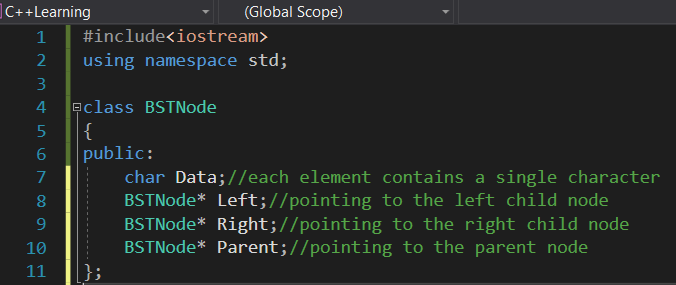 C++Learning (Global Scope)
1 #include<iostream>
2 using namespace std;
3
4 class BSTNode
5 {
6 public:
7 char Data;//each element contains a single character
8 BSTNode* Left;//pointing to the left child node
9 BSTNode* Right;//pointing to the right child node
10 BSTNode* Parent;//pointing to the parent node
11 };